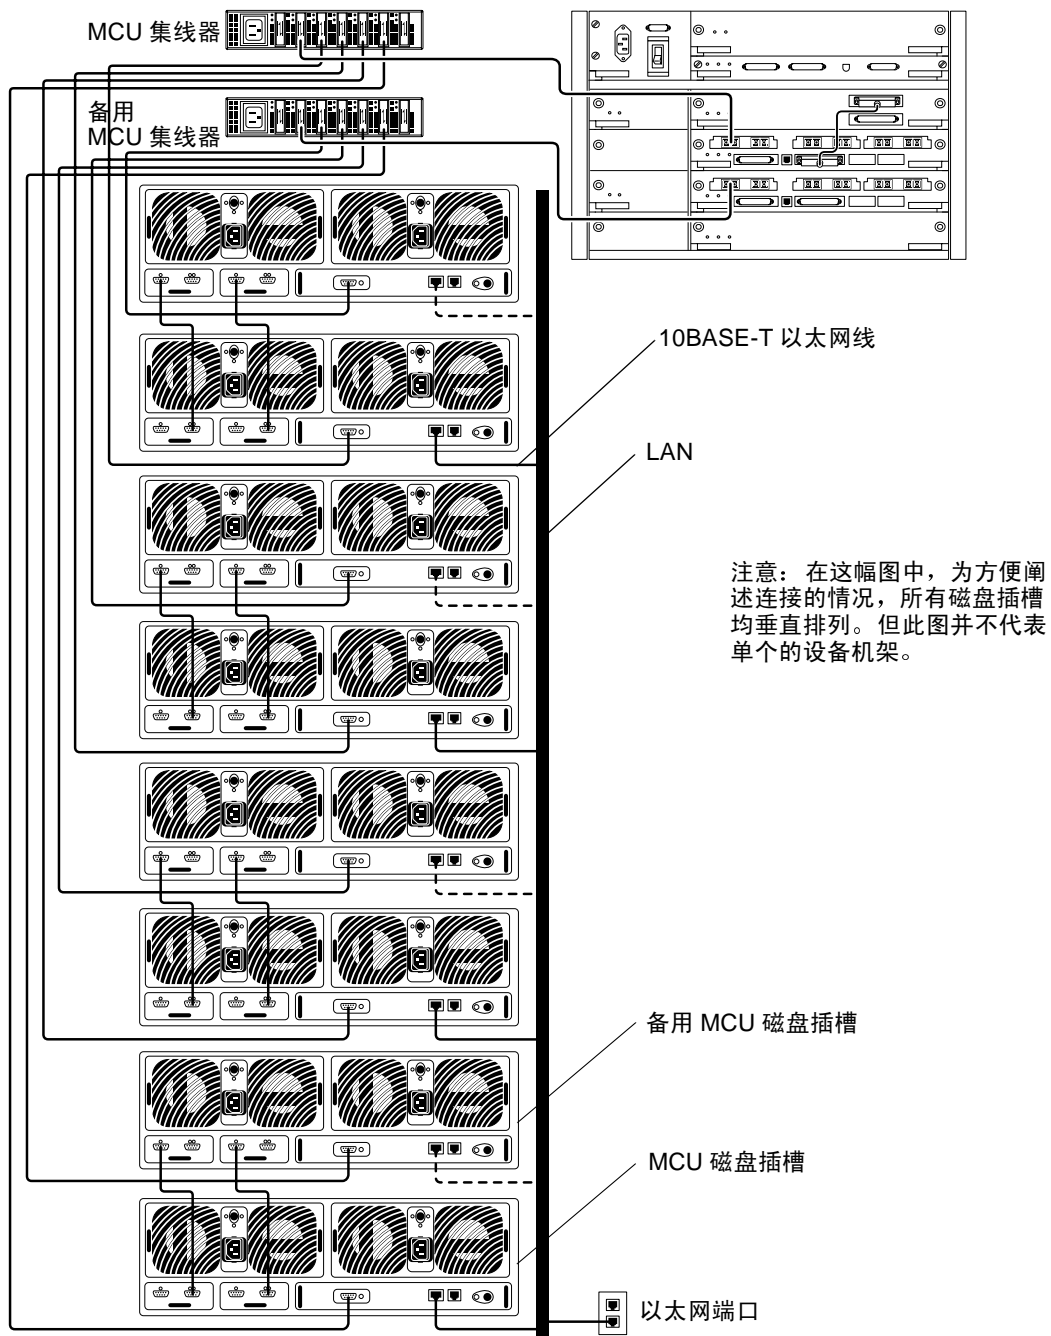 MCU 集线器
备用
MCU 集线器
10BASE-T 以太网线
LAN
注意： 在这幅图中，为方便阐
述连接的情况，所有磁盘插槽
均垂直排列。但此图并不代表
单个的设备机架。
备用 MCU 磁盘插槽
MCU 磁盘插槽
以太网端口